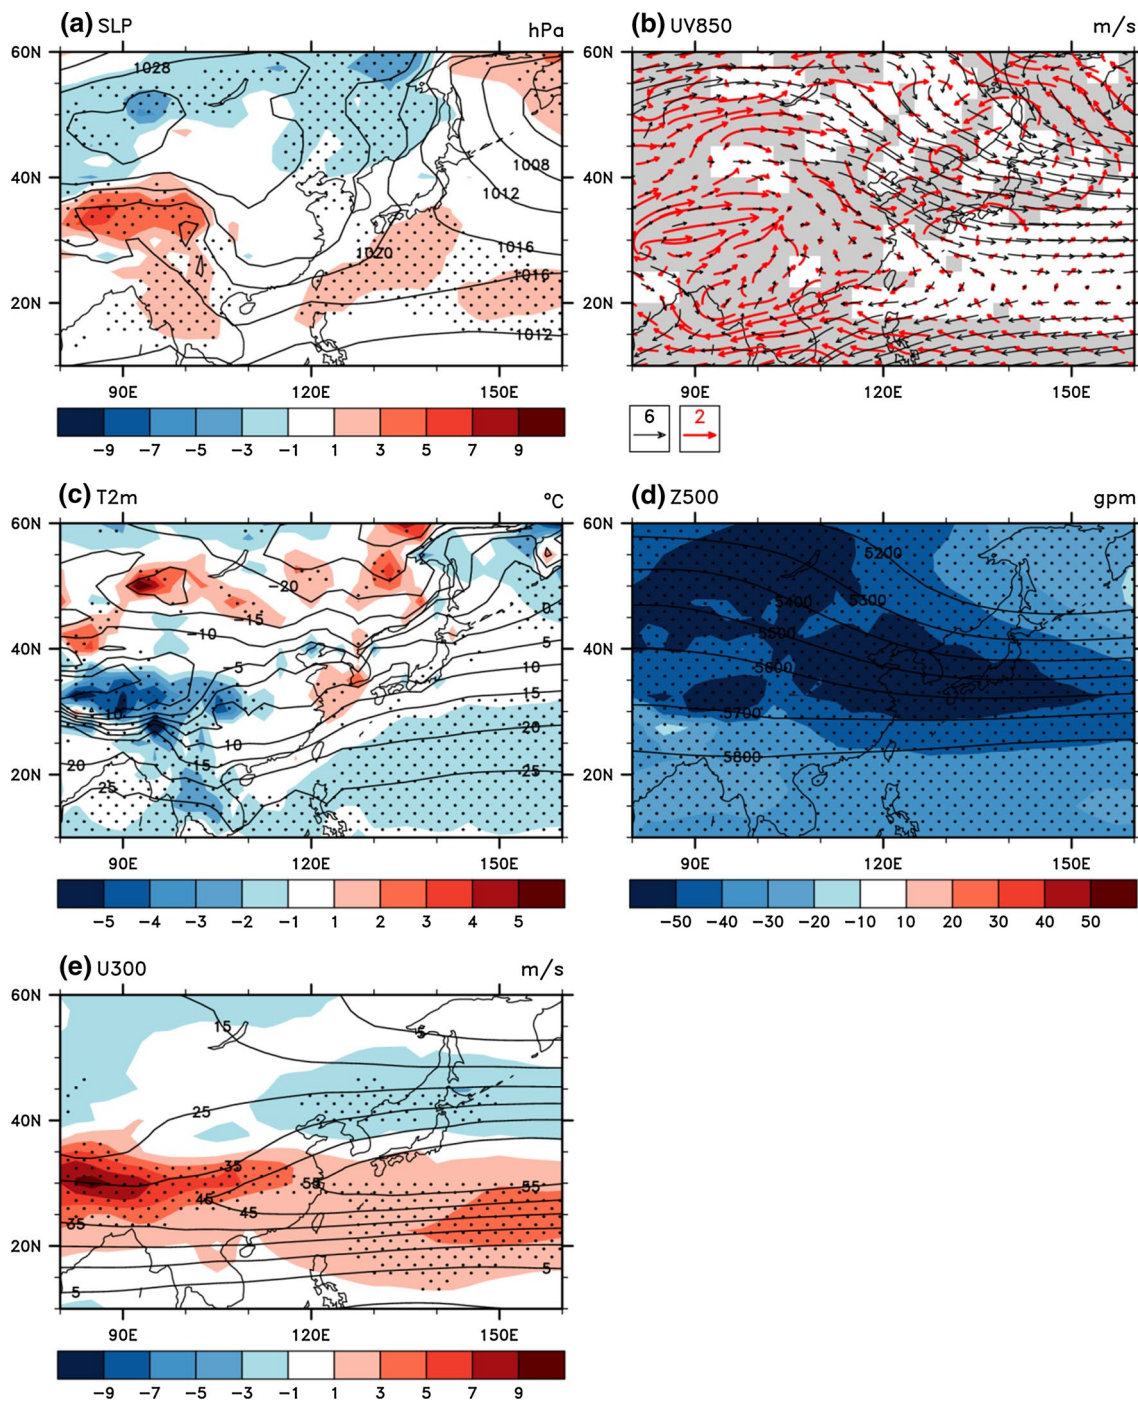 (a) SLP hPa
60N
40N
20N
1028
1008
1012
1016
1020
1016
1012
90E 120E 150E
-9 -7 -5 -3 -1 1 3 5 7 9
(b) UV850 m/s
60N
40N
20N
90E 120E 150E
6 2
(c) T2m °C
60N
40N
20N
-20
-15
-10
-5
0
5
10
15
20
25
10
15
20
25
90E 120E 150E
-5 -4 -3 -2 -1 1 2 3 4 5
(d) Z500 gpm
60N
40N
20N
5200
5300
5400
5500
5600
5700
5800
90E 120E 150E
-50 -40 -30 -20 -10 10 20 30 40 50
(e) U300 m/s
60N
40N
20N
15
5
25
35
55
55
45
45
35
5
5
90E 120E 150E
-9 -7 -5 -3 -1 1 3 5 7 9